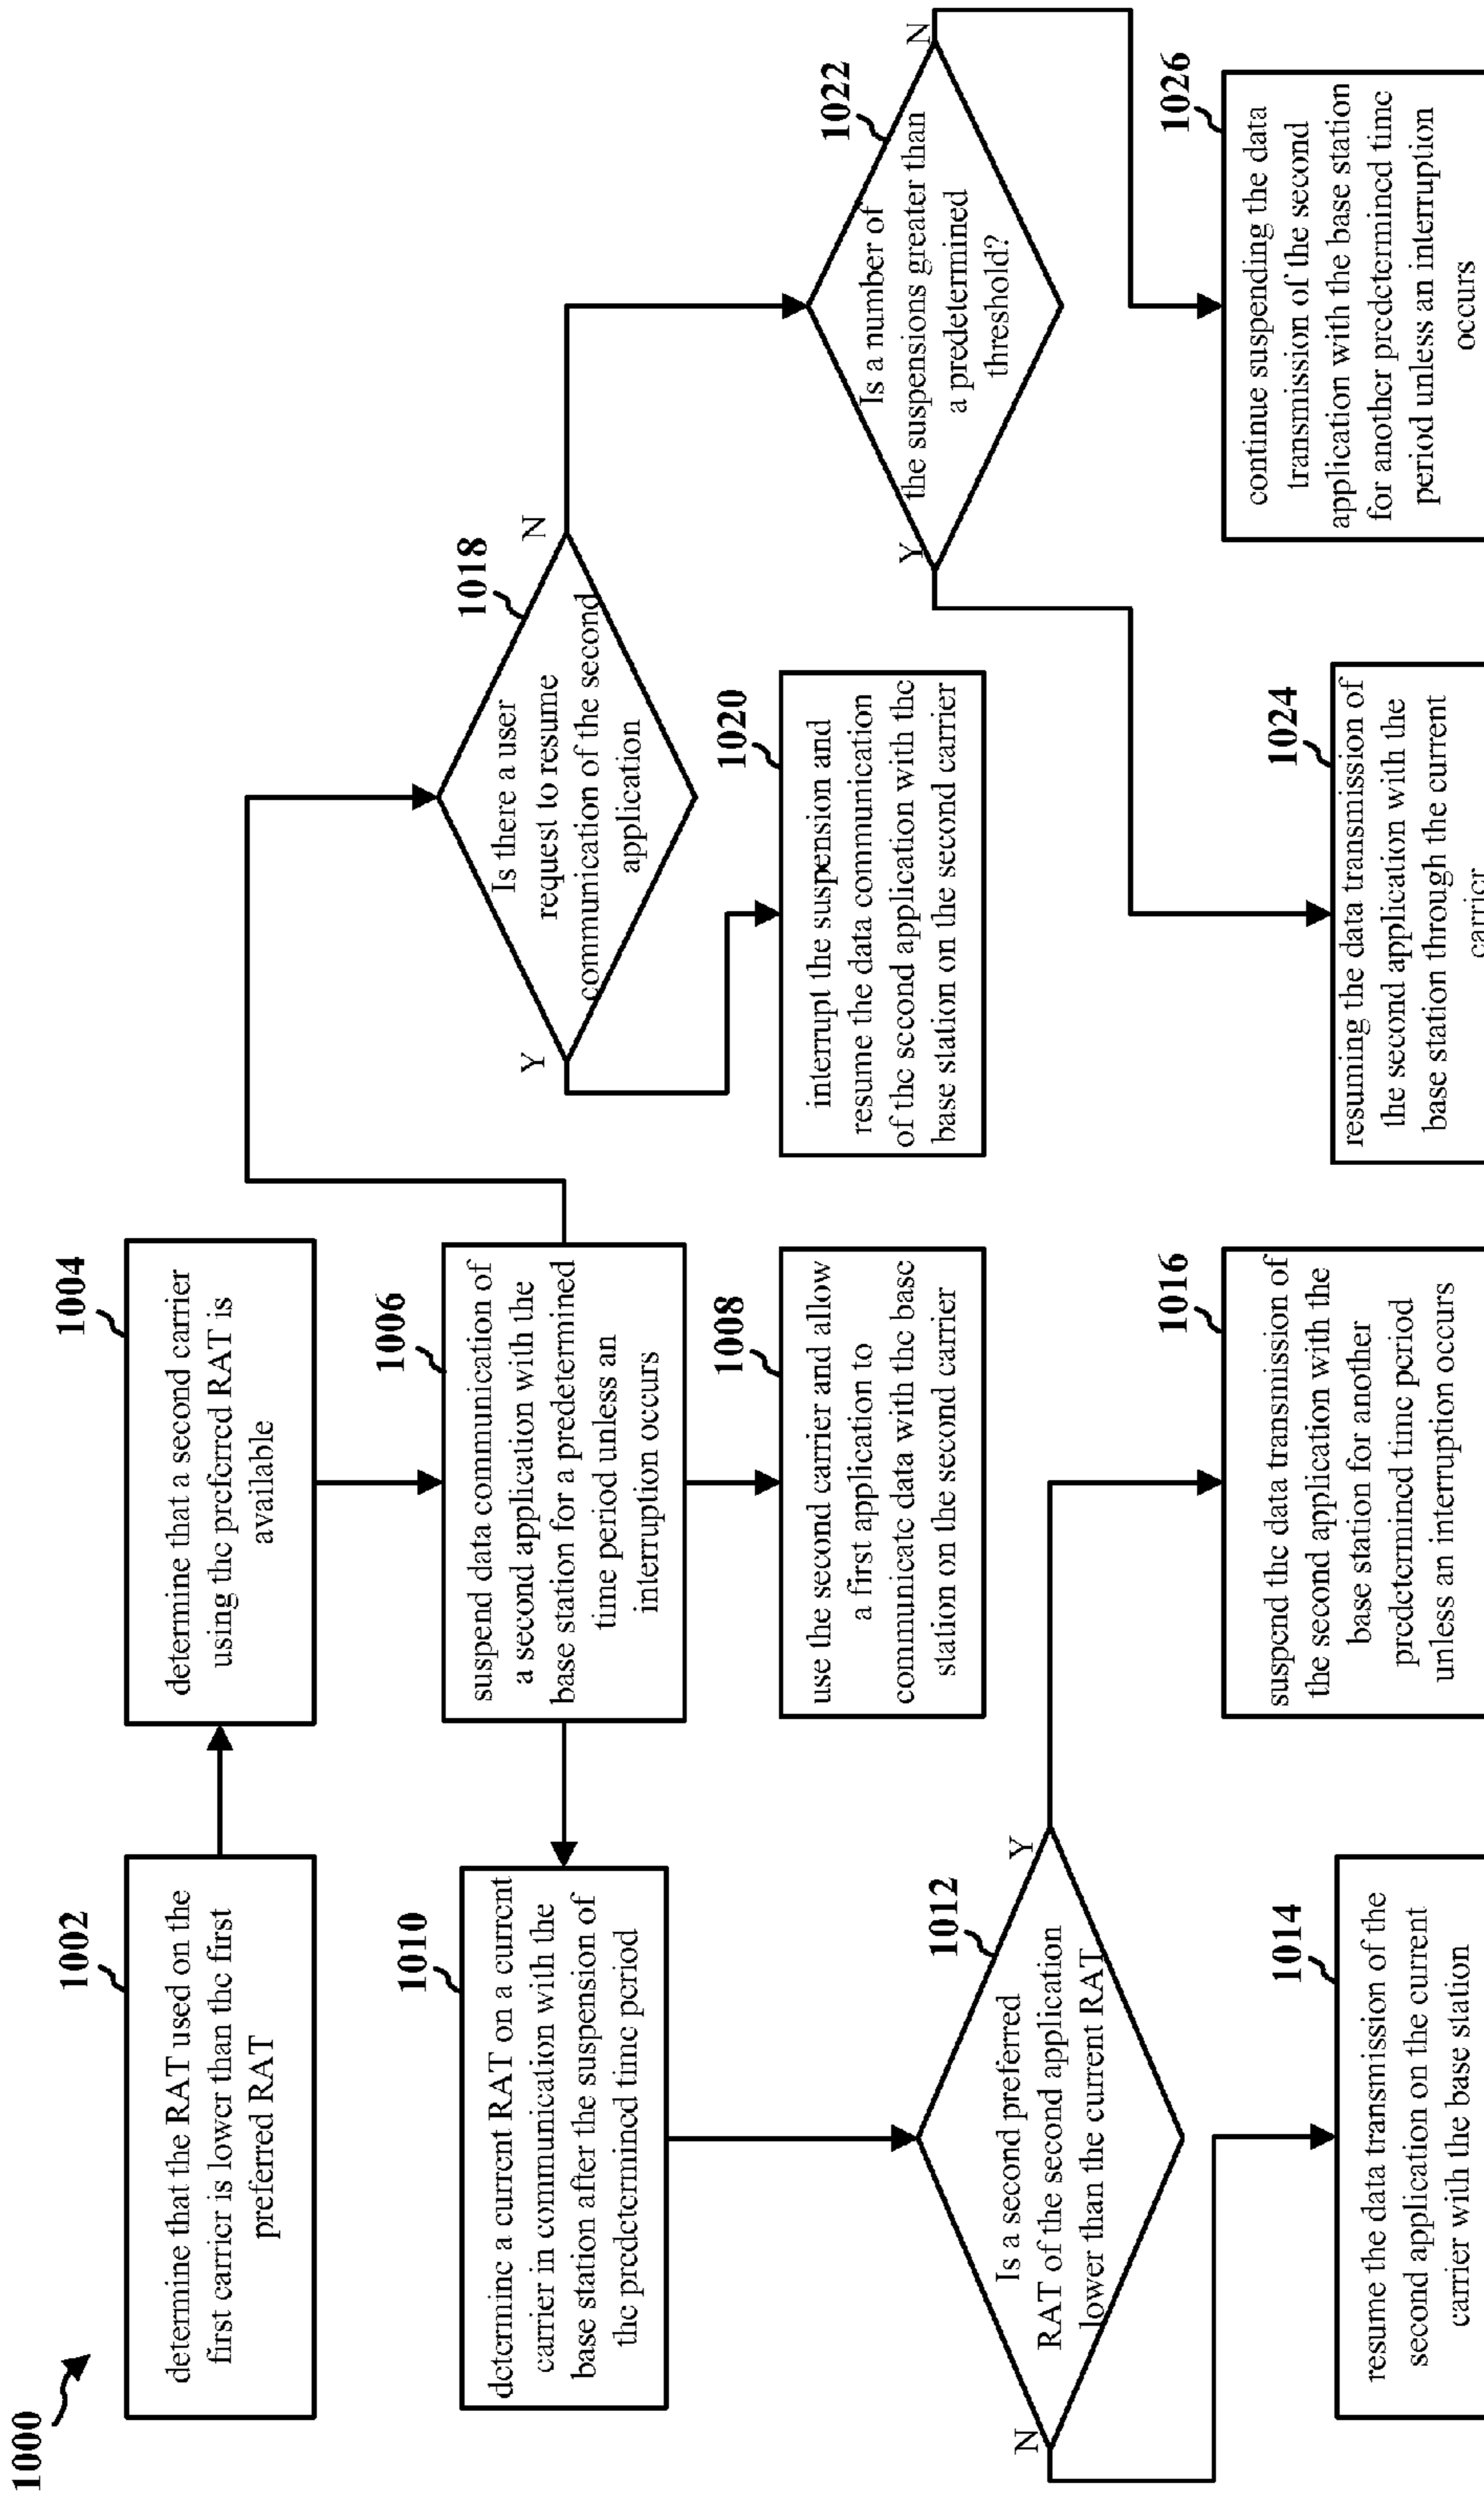 1000
1002
determine that the RAT used on the
first carrier is lower than the first
preferred RAT
1004
determine that a second carrier
using the preferred RAT is
available
1006
suspend data communication of
a second application with the
base station for a predetermined
time period unless an
interruption occurs
1008
use the second carrier and allow
a first application to
communicate data with the base
station on the second carrier
1010
determine a current RAT on a current
carrier in communication with the
base station after the suspension of
the predetermined time period
1012
Is a second preferred
RAT of the second application
lower than the current RAT
N
Y
1014
resume the data transmission of the
second application on the current
carrier with the base station
1016
suspend the data transmission of
the second application with the
base station for another
predetermined time period
unless an interruption occurs
1018
Is there a user
request to resume
communication of the second
application
Y
N
1020
interrupt the suspension and
resume the data communication
of the second application with the
base station on the second carrier
1022
Is a number of
the suspensions greater than
a predetermined
threshold?
Y
N
1024
resuming the data transmission of
the second application with the
base station through the current
carrier
1026
continue suspending the data
transmission of the second
application with the base station
for another predetermined time
period unless an interruption
occurs